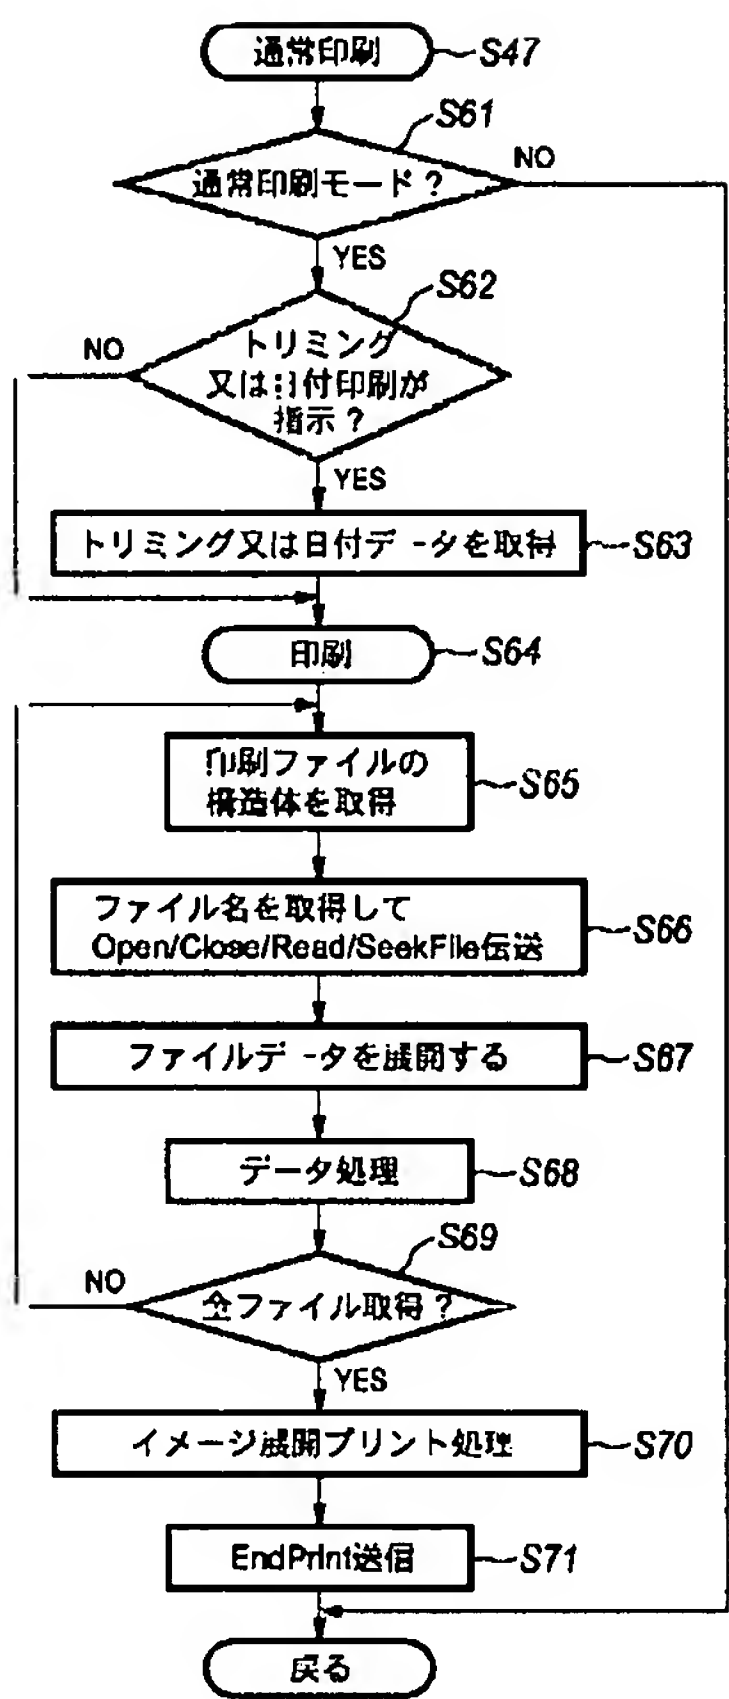 通常印刷 S47
S61
通常印刷モード?
NO
YES
S62
トリミング
又は日付印刷が
指示?
NO
YES
トリミング又は日付データを取得 S63
印刷 S64
印刷ファイルの
構造体を取得 S65
ファイル名を取得して
Open/Close/Read/SeekFile伝送 S66
ファイルデータを展開する S67
データ処理 S68
S69
全ファイル取得?
NO
YES
イメージ展開プリント処理 S70
EndPrint送信 S71
戻る